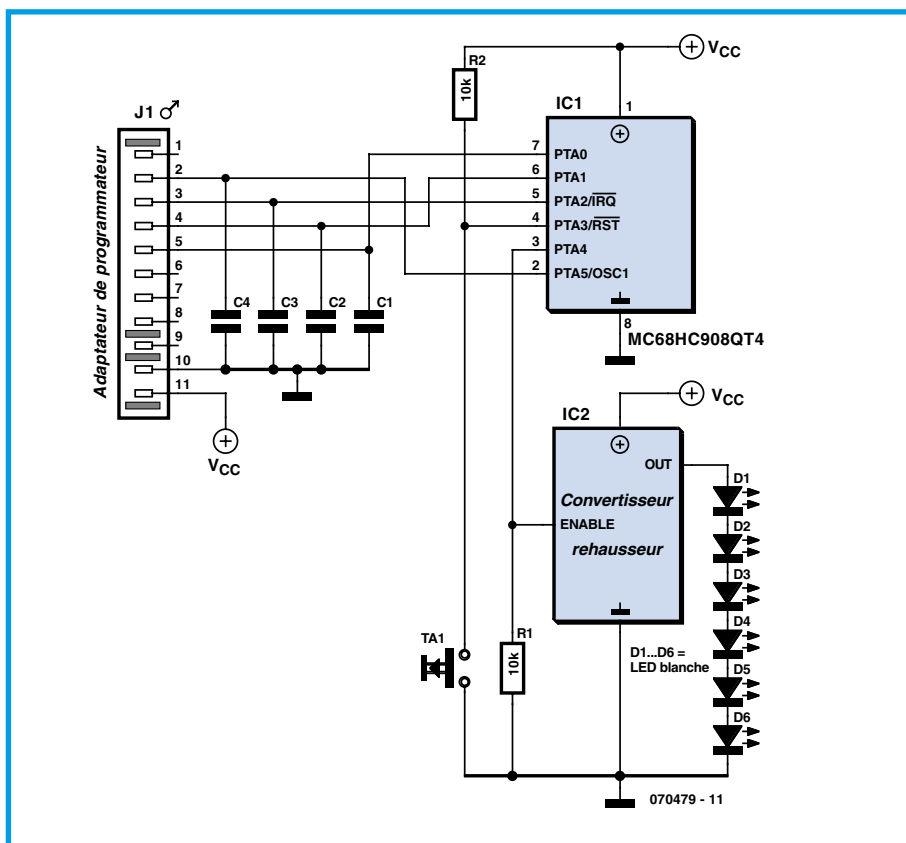 VCC
R2
10k
IC1
J1 ♂
1
Adaptateur de programmateur
1
2
3
4
5
6
7
8
9
10
11
7 PTA0
6 PTA1
5 PTA2/IRQ
4 PTA3/RST
3 PTA4
2 PTA5/OSC1
C4 C3 C2 C1
8
MC68HC908QT4
VCC
VCC
IC2
OUT
Convertisseur
ENABLE
rehausseur
D1
D2
D3
D4
D5
D6
TA1
R1
10k
D1...D6 =
LED blanche
070479 - 11